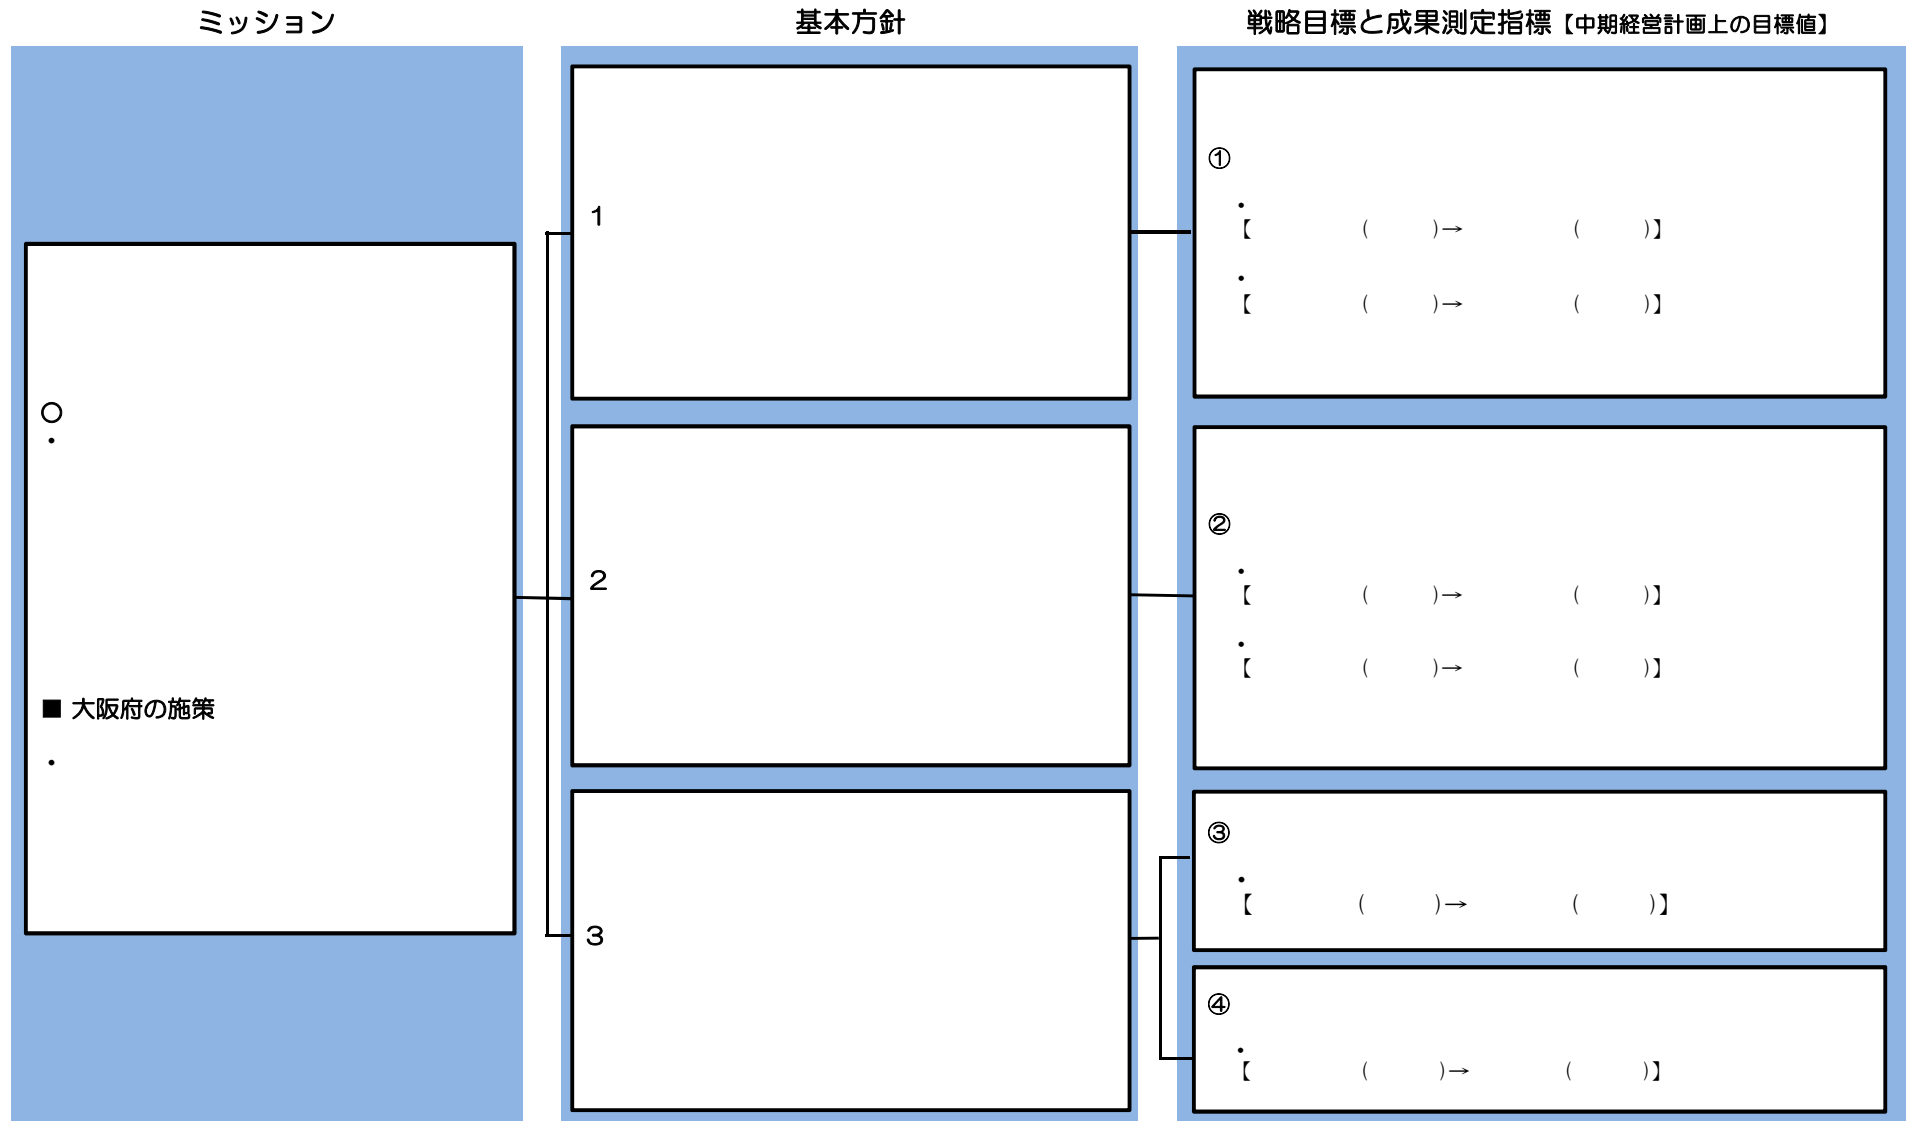 ミッション
基本方針
戦略目標と成果測定指標【中期経営計画上の目標値】
○
・
■ 大阪府の施策
・
1
2
3
①
・
【 ( )→ ( )】
・
【 ( )→ ( )】
②
・
【 ( )→ ( )】
・
【 ( )→ ( )】
③
・
【 ( )→ ( )】
④
・
【 ( )→ ( )】